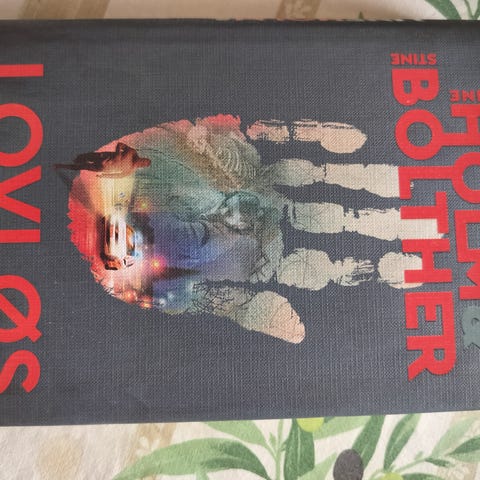 HOLM &
STINE
BOLTHER
LOVLØS